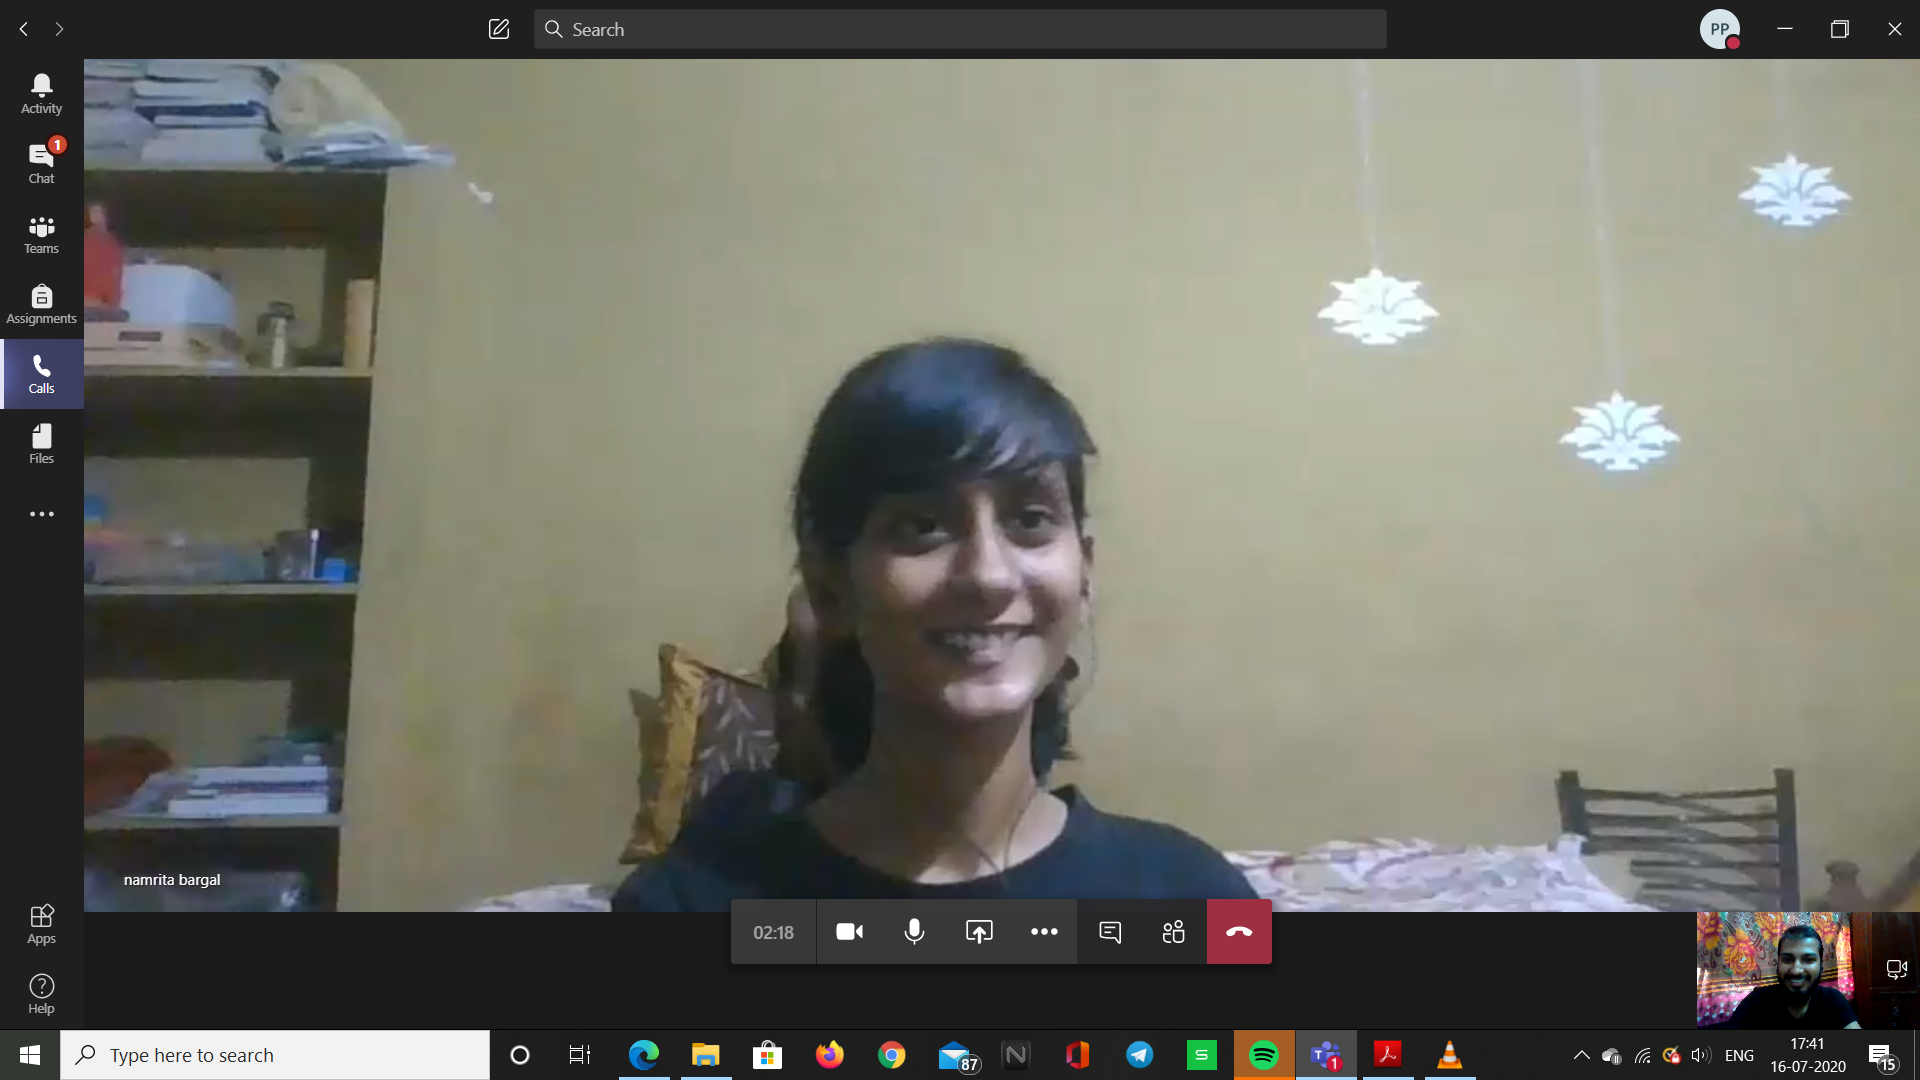 Search
PP
Activity
1
Chat
Teams
Assignments
Calls
Files
namrita bargal
02:18
Apps
Help
Type here to search
87
N
S
1
ENG
17:41
16-07-2020
15